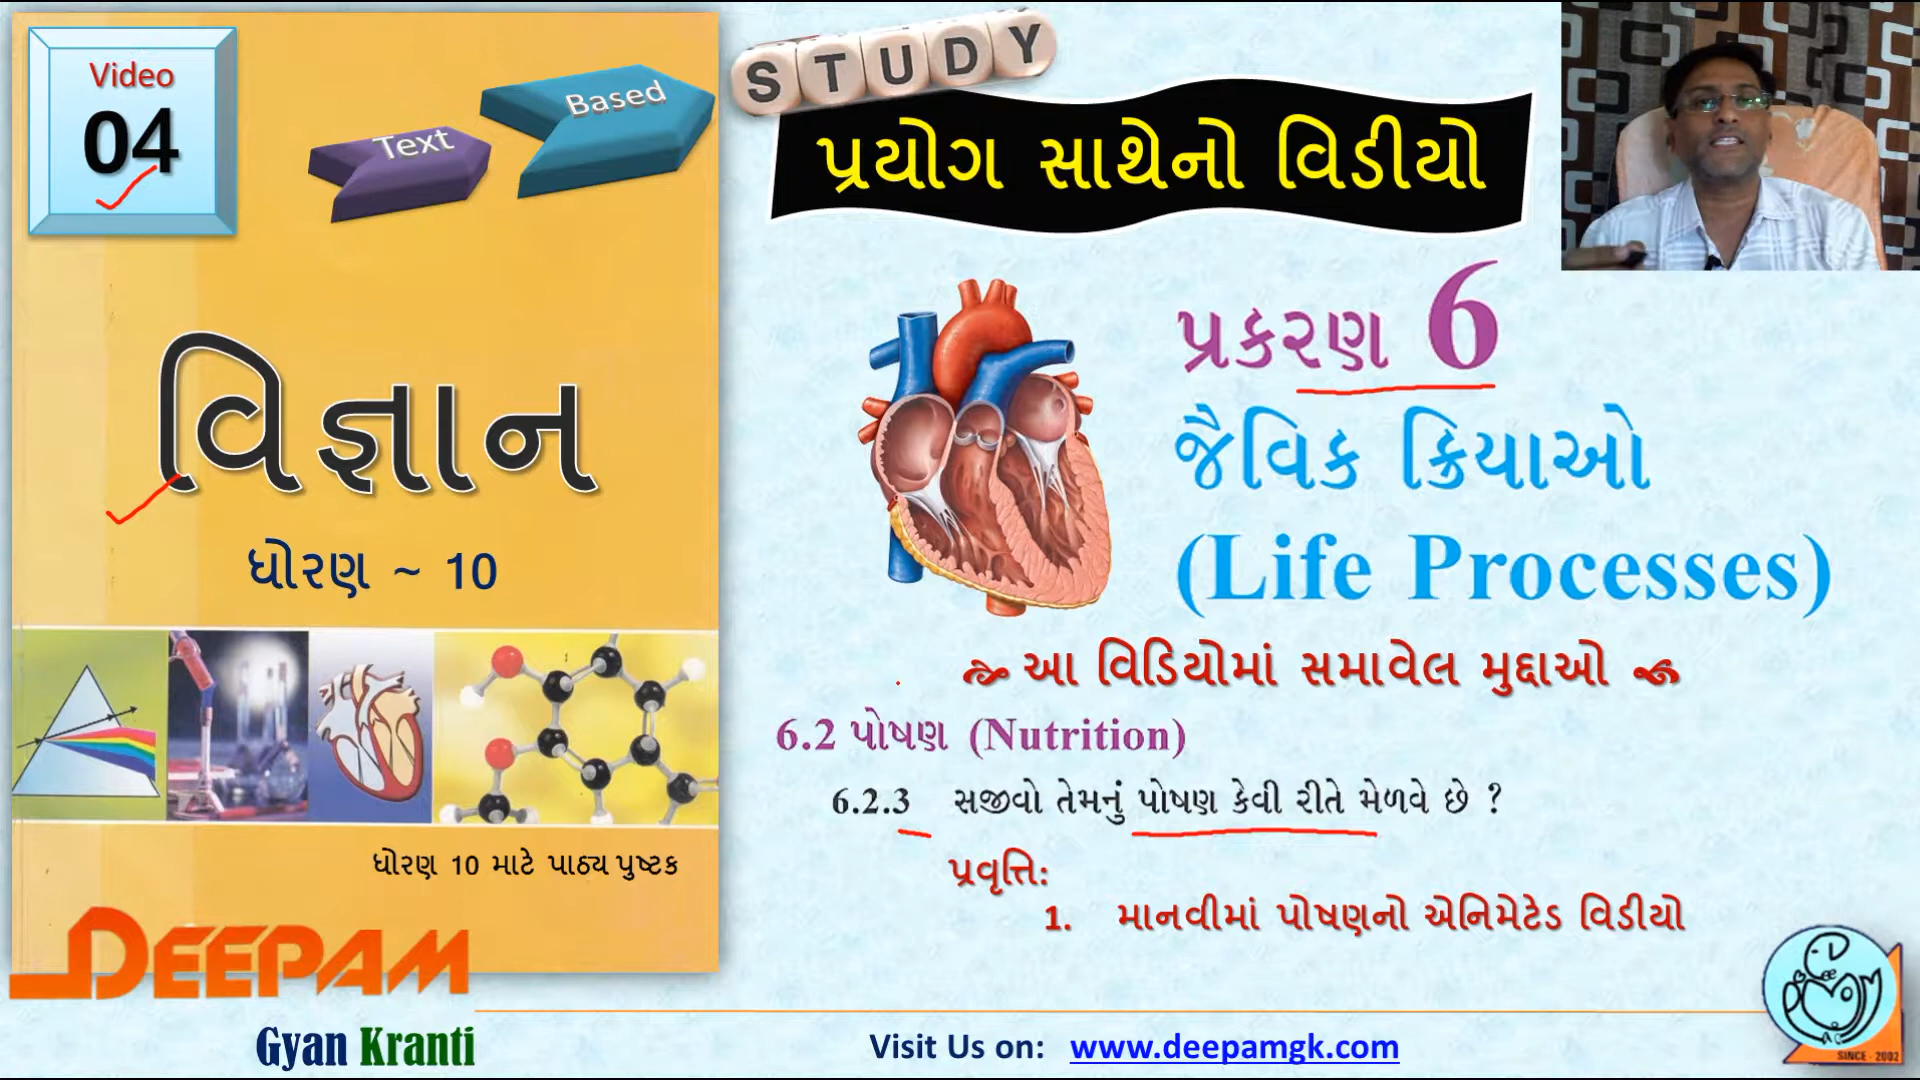 Video
04
Text
Based
વિજ્ઞાન
ધોરણ ~ 10
ધોરણ 10 માટે પાઠ્ય પુષ્ટક
DEEPAM
Gyan Kranti
STUDY
પ્રયોગ સાથેનો વિડીયો
પ્રકરણ 6
જૈવિક ક્રિયાઓ
(Life Processes)
આ વિડિયોમાં સમાવેલ મુદ્દાઓ
6.2 પોષણ (Nutrition)
6.2.3 સજીવો તેમનું પોષણ કેવી રીતે મેળવે છે ?
પ્રવૃત્તિઃ
1. માનવીમાં પોષણનો એનિમેટેડ વિડીયો
Visit Us on: www.deepamgk.com
SINCE - 2002